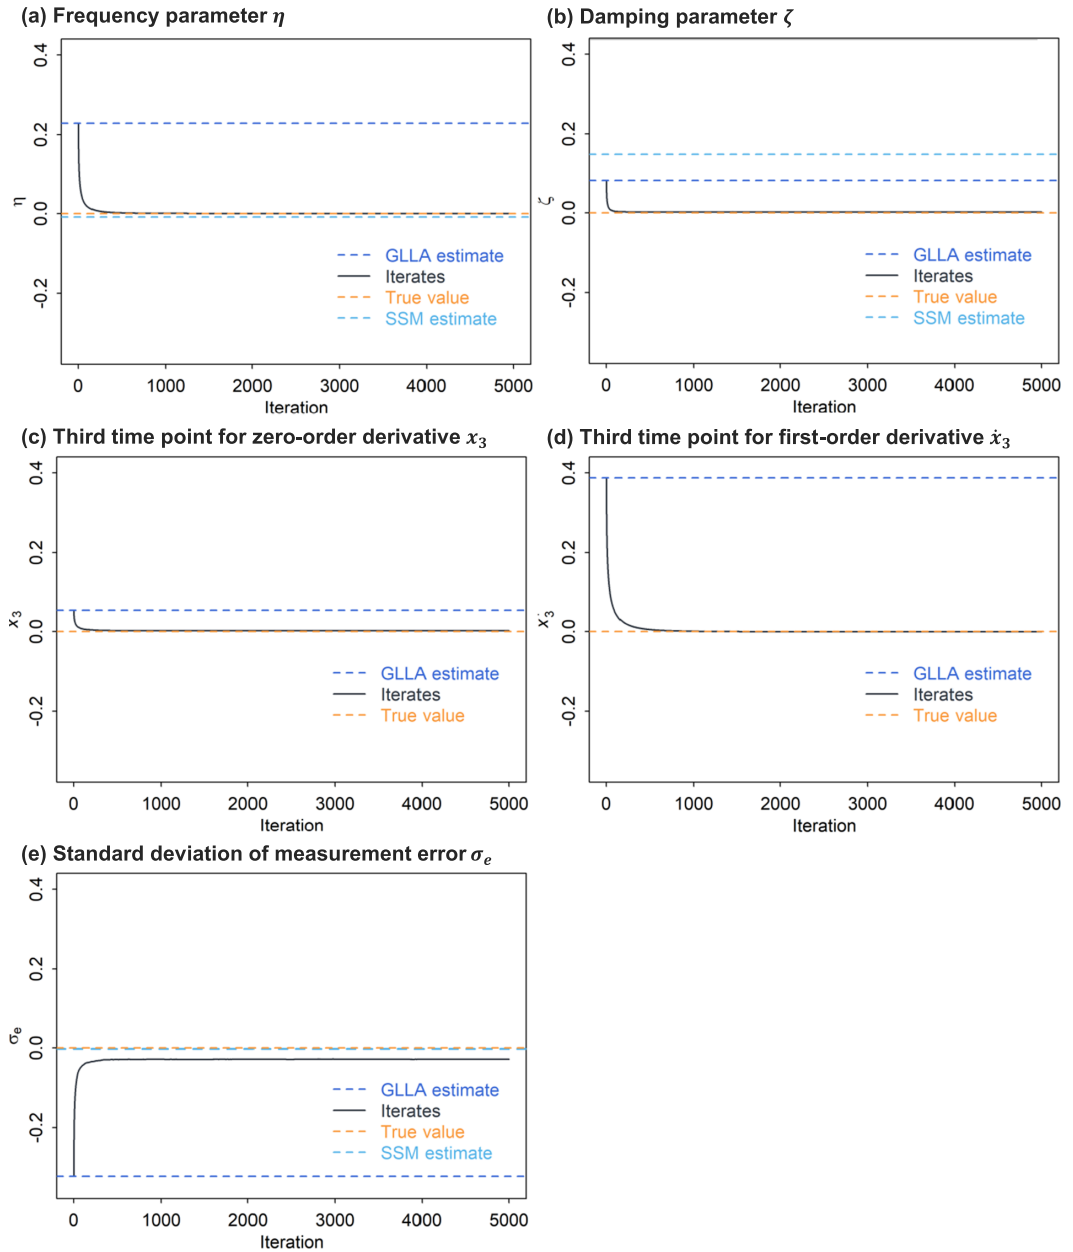 (a) Frequency parameter η
0.4
0.2
0.0
-0.2
η
GLLA estimate
Iterates
True value
SSM estimate
0 1000 2000 3000 4000 5000
Iteration
(b) Damping parameter ζ
0.4
0.2
0.0
-0.2
ζ
GLLA estimate
Iterates
True value
SSM estimate
0 1000 2000 3000 4000 5000
Iteration
(c) Third time point for zero-order derivative x₃
0.4
0.2
0.0
-0.2
x₃
GLLA estimate
Iterates
True value
0 1000 2000 3000 4000 5000
Iteration
(d) Third time point for first-order derivative ẋ₃
0.4
0.2
0.0
-0.2
ẋ₃
GLLA estimate
Iterates
True value
0 1000 2000 3000 4000 5000
Iteration
(e) Standard deviation of measurement error σₑ
0.4
0.2
0.0
-0.2
σₑ
GLLA estimate
Iterates
True value
SSM estimate
0 1000 2000 3000 4000 5000
Iteration